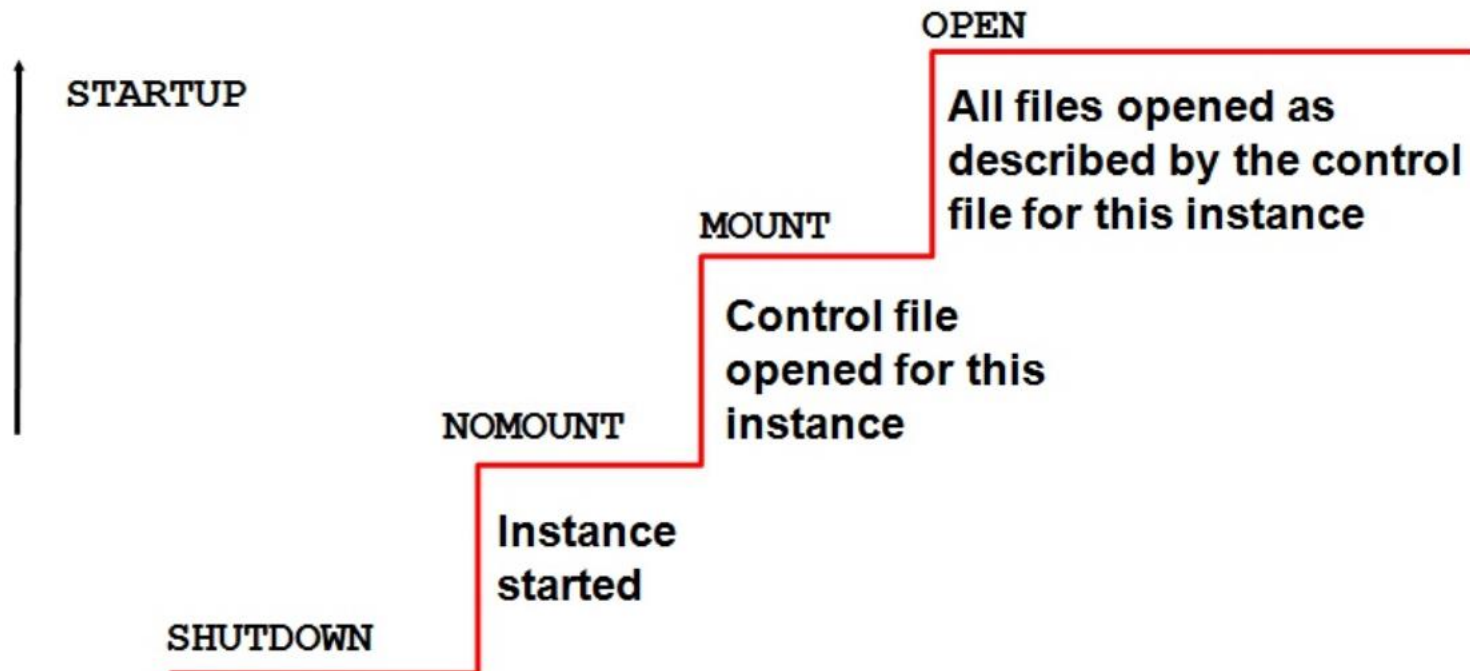 OPEN
STARTUP
All files opened as
described by the control
file for this instance
MOUNT
Control file
opened for this
instance
NOMOUNT
Instance
started
SHUTDOWN